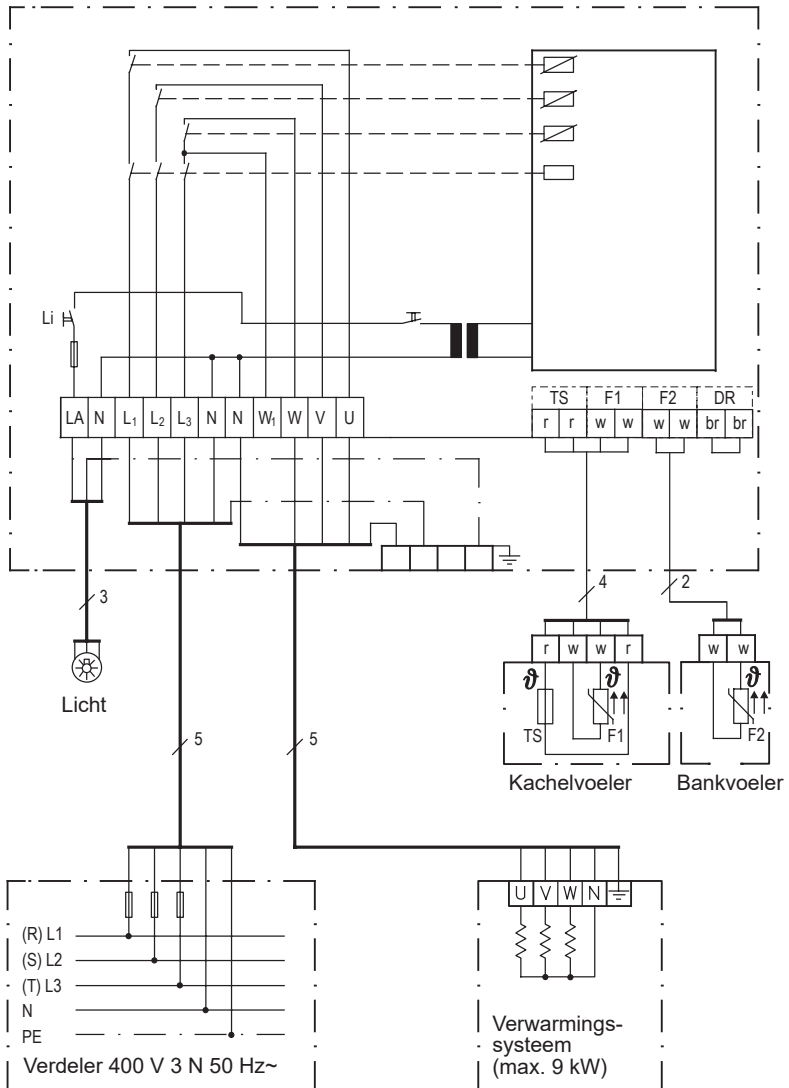 Li
LA N L1 L2 L3 N N W1 W V U
TS F1 F2 DR
r r w w w w br br
3
4
2
Licht
r w w r
w w
ϑ ϑ ϑ
TS F1 F2
Kachelvoeler Bankvoeler
5 5
U V W N
(R) L1
(S) L2
(T) L3
N
PE
Verdeler 400 V 3 N 50 Hz~
Verwarmings-
systeem
(max. 9 kW)